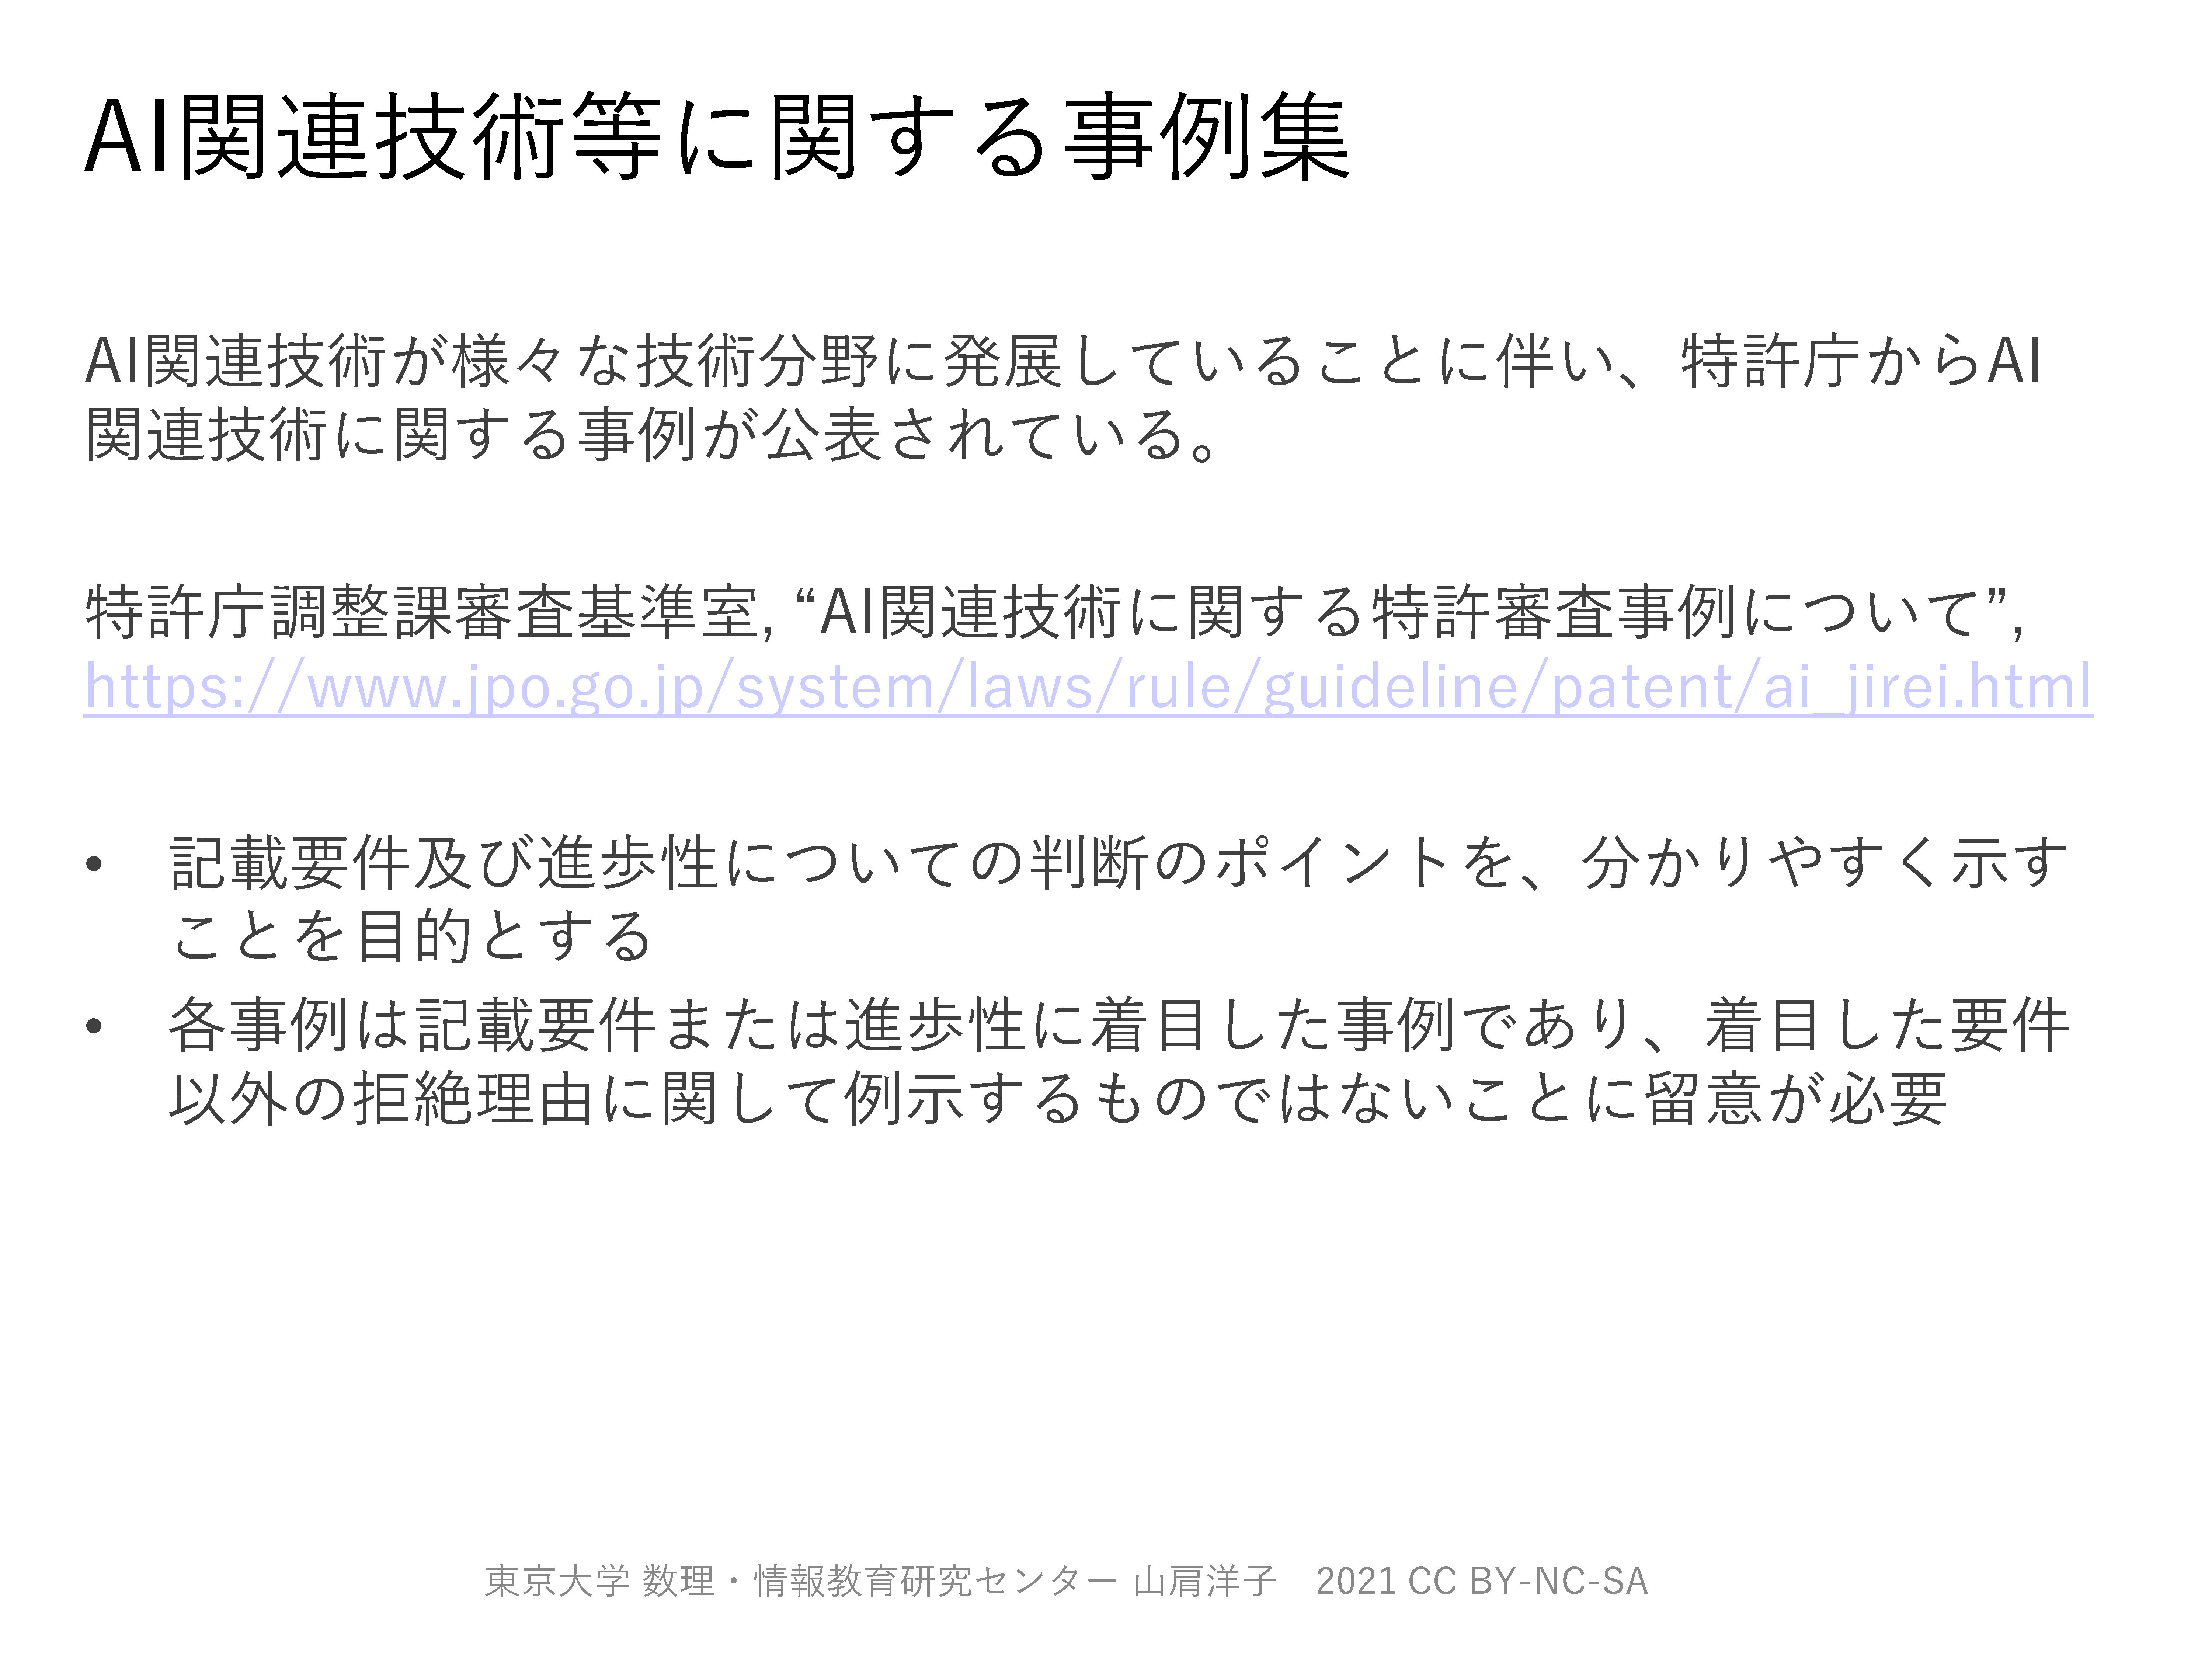 AI関連技術等に関する事例集
AI関連技術が様々な技術分野に発展していることに伴い、特許庁からAI
関連技術に関する事例が公表されている。
特許庁調整課審査基準室, “AI関連技術に関する特許審査事例について”,
https://www.jpo.go.jp/system/laws/rule/guideline/patent/ai_jirei.html
• 記載要件及び進歩性についての判断のポイントを、分かりやすく示す
ことを目的とする
• 各事例は記載要件または進歩性に着目した事例であり、着目した要件
以外の拒絶理由に関して例示するものではないことに留意が必要
東京大学 数理・情報教育研究センター 山肩洋子　2021 CC BY-NC-SA